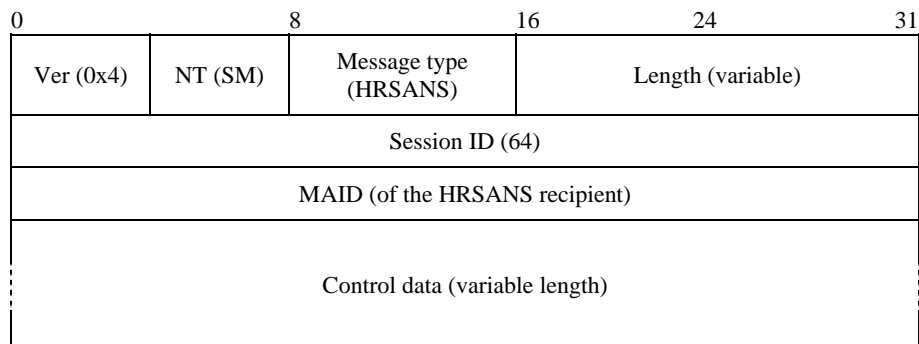 0 8 16 24 31
Ver (0x4) NT (SM) Message type (HRSANS) Length (variable)
Session ID (64)
MAID (of the HRSANS recipient)
Control data (variable length)